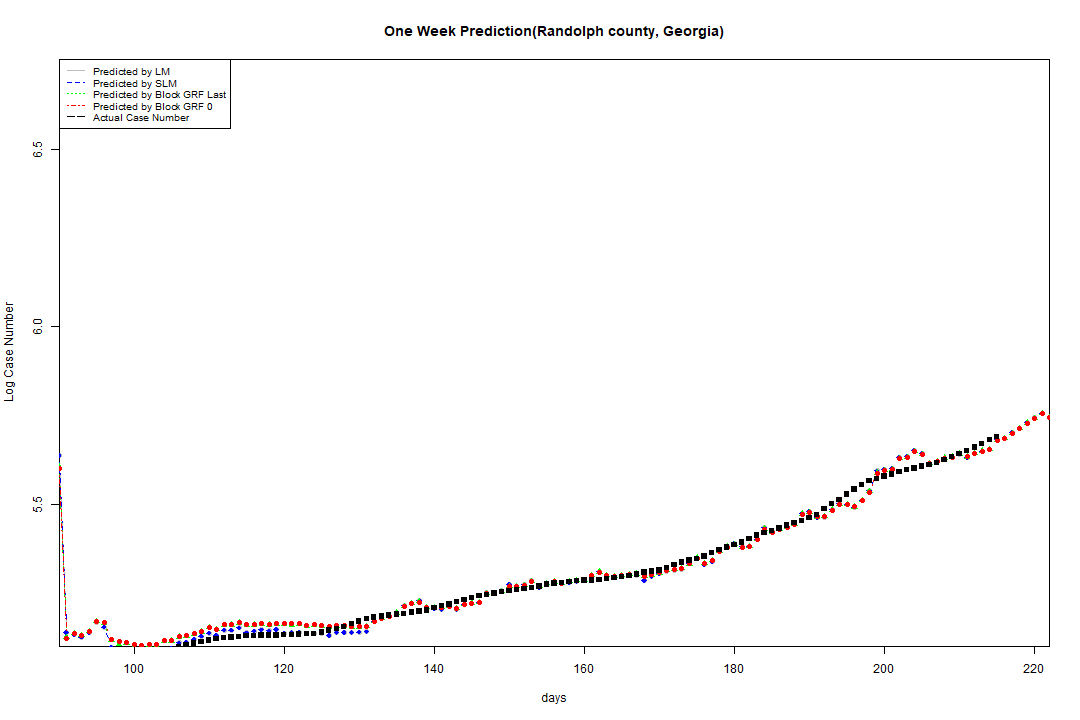 One Week Prediction(Randolph county, Georgia)
Predicted by LM
Predicted by SLM
Predicted by Block GRF Last
Predicted by Block GRF 0
Actual Case Number
6.5
6.0
5.5
Log Case Number
100 120 140 160 180 200 220
days